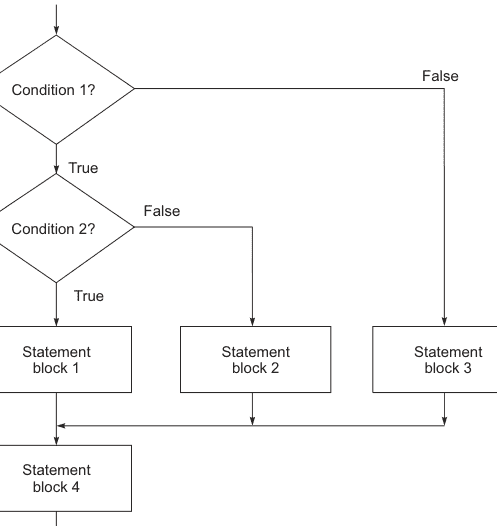 False
Condition 1?
True
False
Condition 2?
True
Statement
block 1
Statement
block 2
Statement
block 3
Statement
block 4